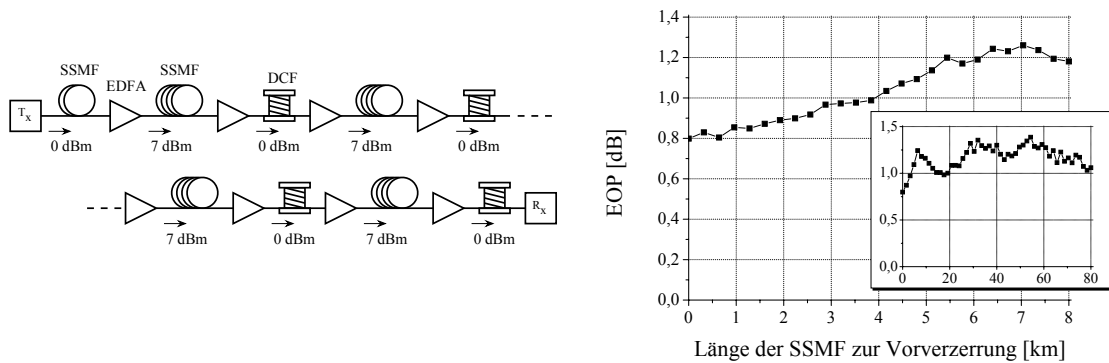 SSMF
SSMF
DCF
EDFA
Tx
0 dBm
7 dBm
0 dBm
7 dBm
0 dBm
Rx
7 dBm
0 dBm
7 dBm
0 dBm
EOP [dB]
1,4
1,2
1,0
0,8
0,6
0,4
0,2
0,0
0 1 2 3 4 5 6 7 8
Länge der SSMF zur Vorverzerrung [km]
1,5
1,0
0,5
0,0
0 20 40 60 80